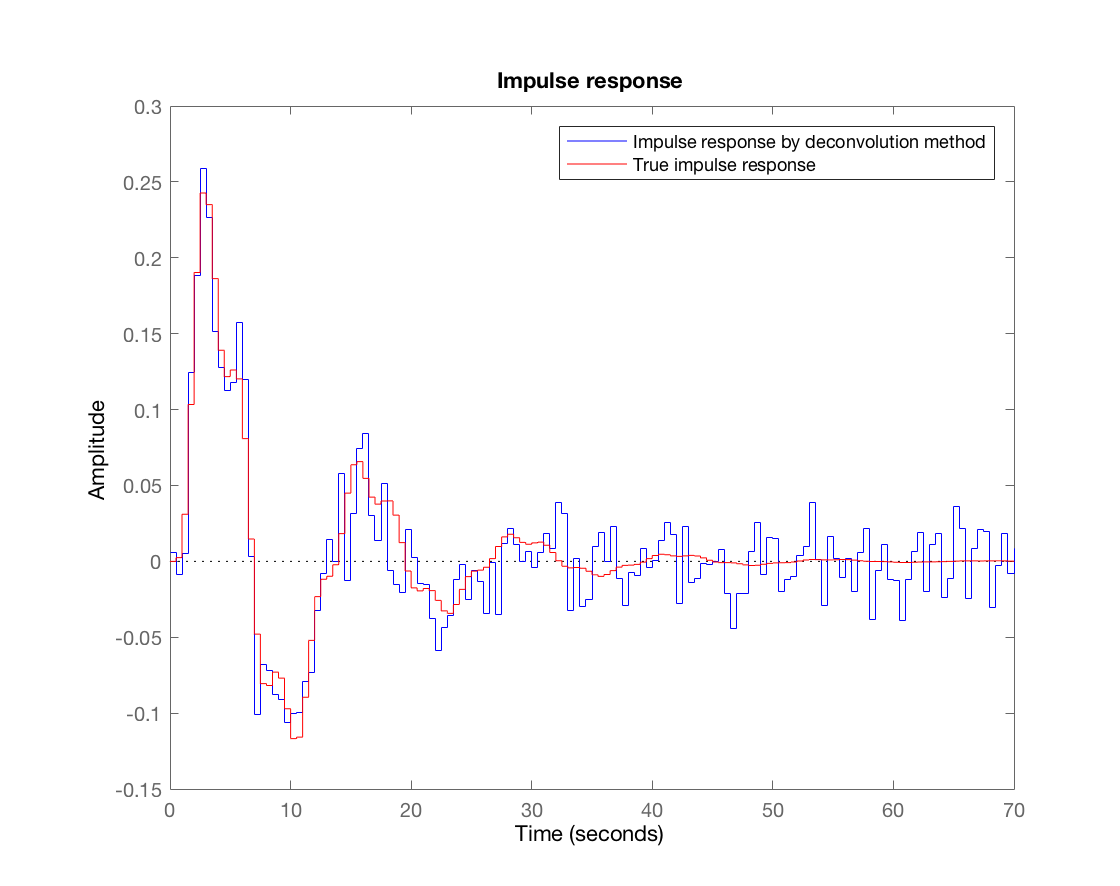 Impulse response
0.3
0.25
0.2
0.15
0.1
0.05
0
-0.05
-0.1
-0.15
Amplitude
Impulse response by deconvolution method
True impulse response
0 10 20 30 40 50 60 70
Time (seconds)